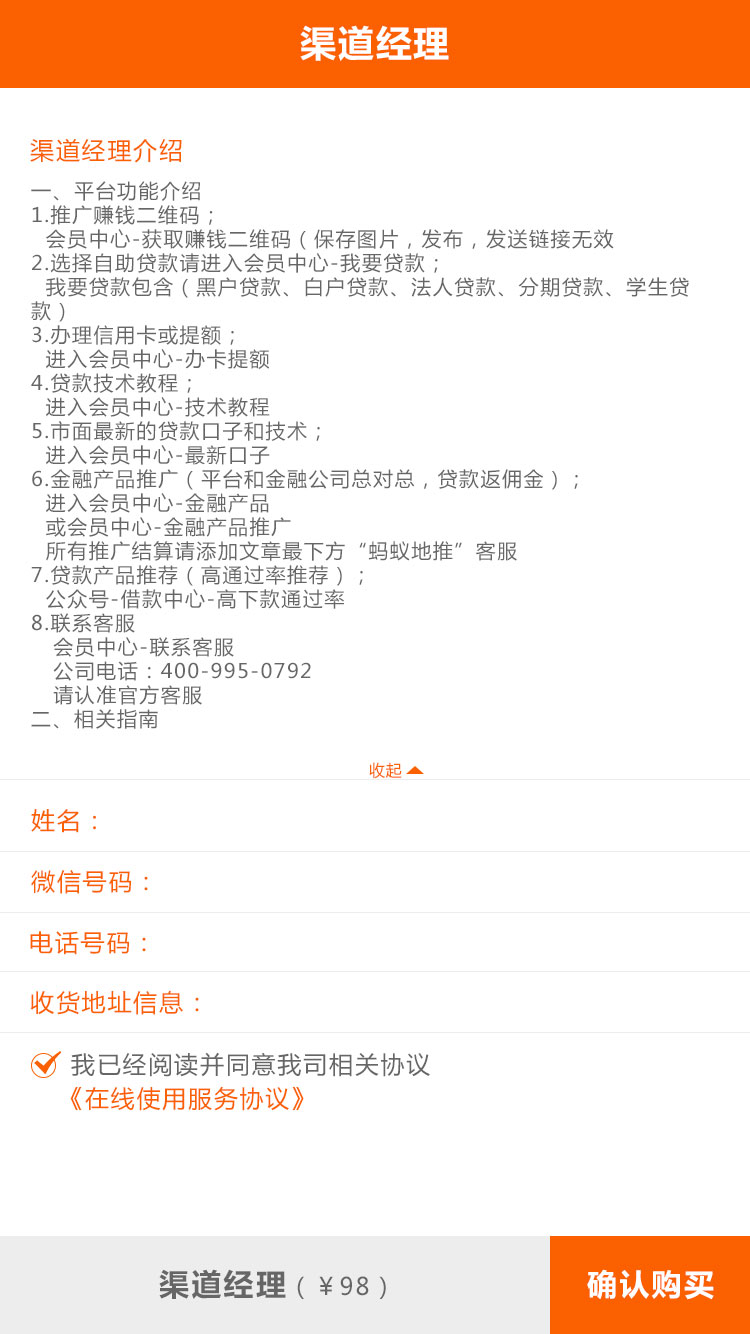 渠道经理
渠道经理介绍
一、平台功能介绍
1.推广赚钱二维码；
会员中心-获取赚钱二维码（保存图片，发布，发送链接无效
2.选择自助贷款请进入会员中心-我要贷款；
我要贷款包含（黑户贷款、白户贷款、法人贷款、分期贷款、学生贷
款）
3.办理信用卡或提额；
进入会员中心-办卡提额
4.贷款技术教程；
进入会员中心-技术教程
5.市面最新的贷款口子和技术；
进入会员中心-最新口子
6.金融产品推广（平台和金融公司总对总，贷款返佣金）；
进入会员中心-金融产品
或会员中心-金融产品推广
所有推广结算请添加文章最下方“蚂蚁地推”客服
7.贷款产品推荐（高通过率推荐）；
公众号-借款中心-高下款通过率
8.联系客服
会员中心-联系客服
公司电话：400-995-0792
请认准官方客服
二、相关指南
收起
姓名：
微信号码：
电话号码：
收货地址信息：
我已经阅读并同意我司相关协议
《在线使用服务协议》
渠道经理（￥98）
确认购买